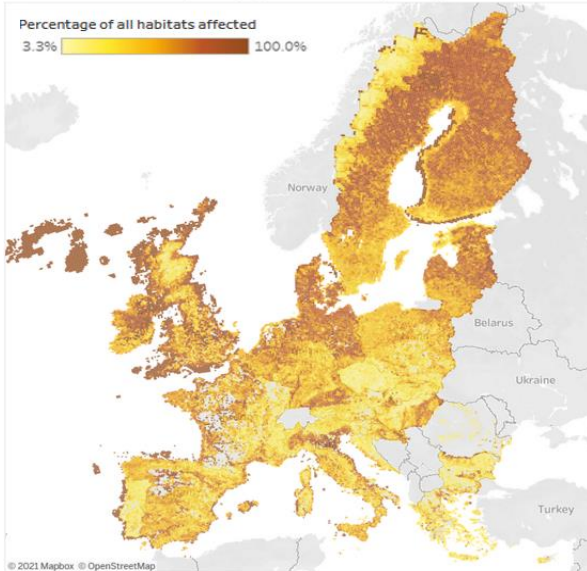 Percentage of all habitats affected
3.3% 100.0%
Norway
Belarus
Ukraine
Turkey
© 2021 Mapbox © OpenStreetMap